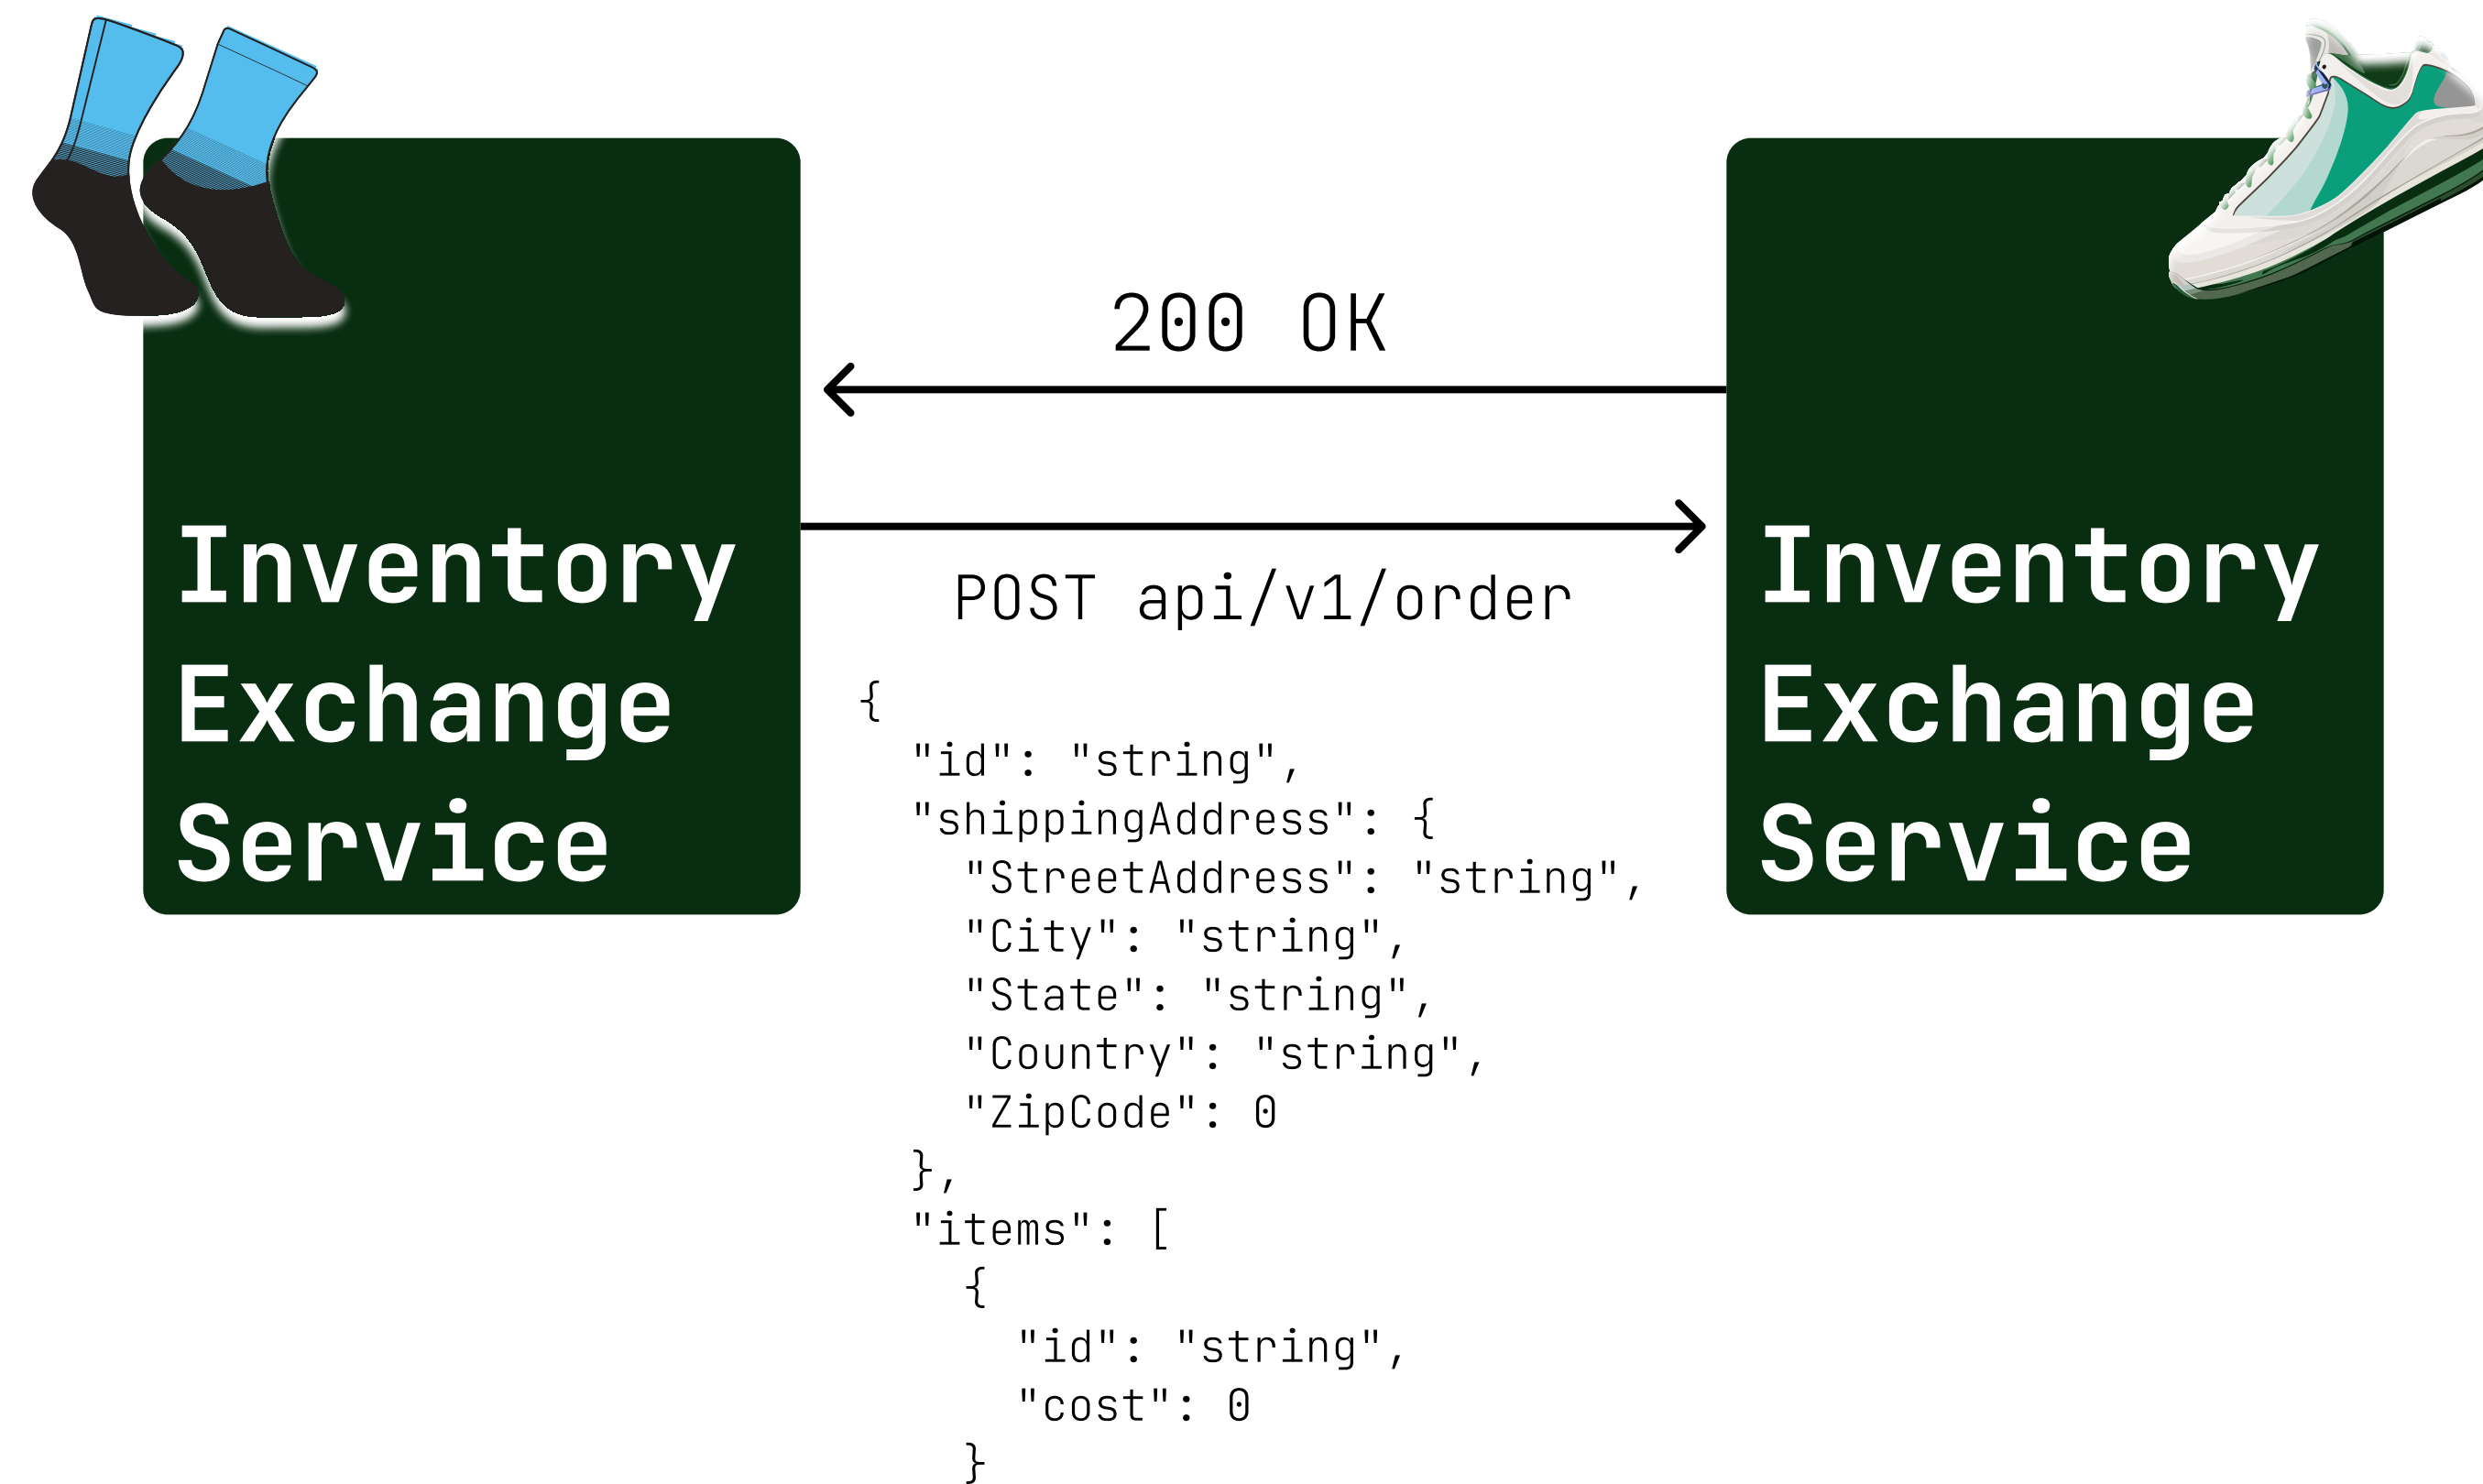 200 OK
Inventory
Exchange
Service
POST api/v1/order
{
  "id": "string",
  "shippingAddress": {
    "StreetAddress": "string",
    "City": "string",
    "State": "string",
    "Country": "string",
    "ZipCode": 0
  },
  "items": [
    {
      "id": "string",
      "cost": 0
    }
Inventory
Exchange
Service